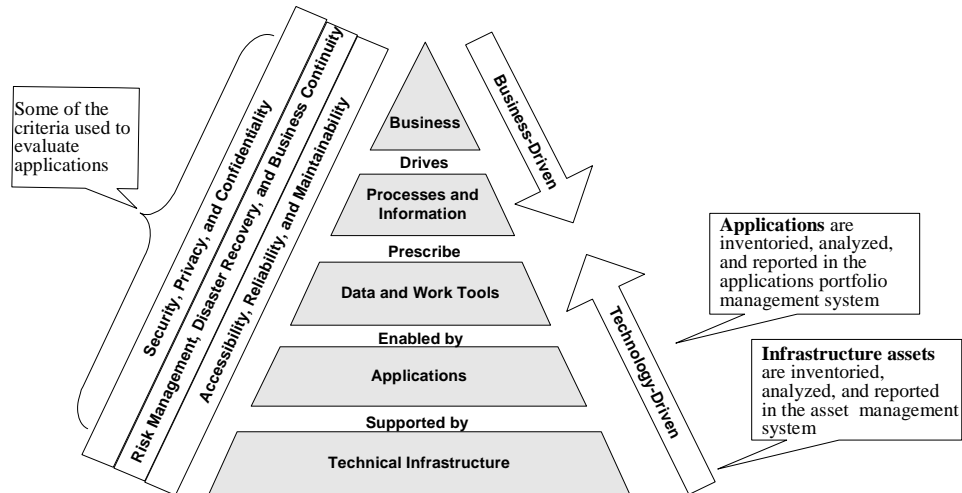 Some of the
criteria used to
evaluate
applications
Security, Privacy, and Confidentiality
Risk Management, Disaster Recovery, and Business Continuity
Accessibility, Reliability, and Maintainability
Business
Drives
Processes and
Information
Prescribe
Data and Work Tools
Enabled by
Applications
Supported by
Technical Infrastructure
Business-Driven
Technology-Driven
Applications are
inventoried, analyzed,
and reported in the
applications portfolio
management system
Infrastructure assets
are inventoried,
analyzed, and reported
in the asset management
system